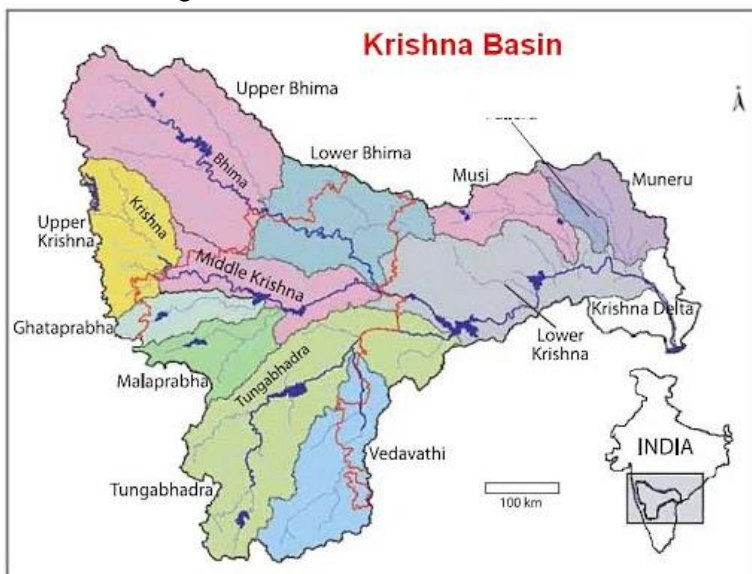 Krishna Basin
Upper Bhima
Bhima
Lower Bhima
Musi
Muneru
Krishna
Upper
Krishna
Middle Krishna
Ghataprabha
Krishna Delta
Lower
Krishna
Malaprabha
Tungabhadra
Vedavathi
Tungabhadra
INDIA
100 km